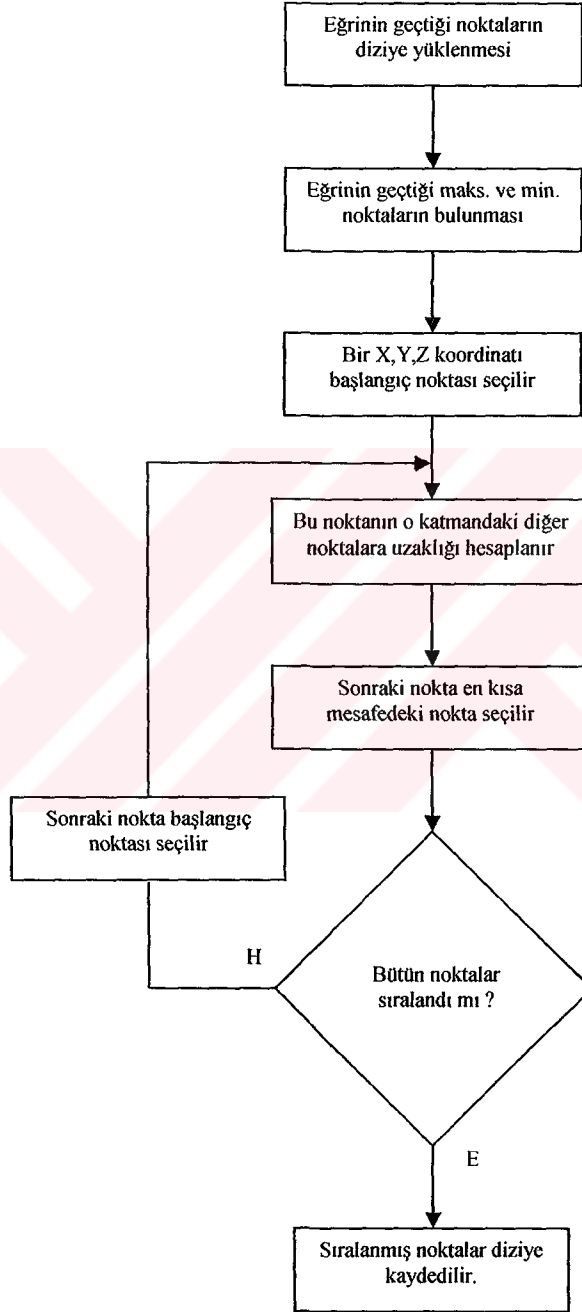 Eğrinin geçtiği noktaların
diziye yüklenmesi
Eğrinin geçtiği maks. ve min.
noktaların bulunması
Bir X,Y,Z koordinatı
başlangıç noktası seçilir
Bu noktanın o katmandaki diğer
noktalara uzaklığı hesaplanır
Sonraki nokta en kısa
mesafedeki nokta seçilir
Sonraki nokta başlangıç
noktası seçilir
H
Bütün noktalar
sıralandı mı ?
E
Sıralanmış noktalar diziye
kaydedilir.